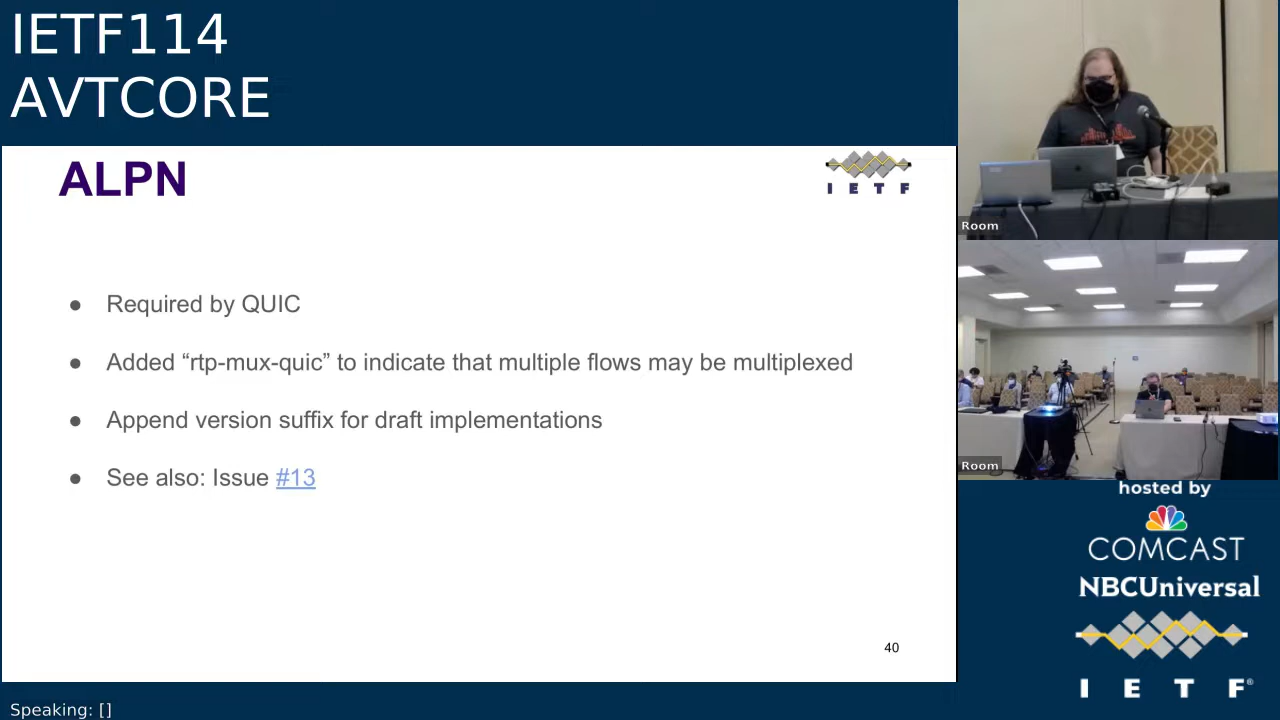 IETF114
AVTCORE
ALPN
I E T F
● Required by QUIC
● Added “rtp-mux-quic” to indicate that multiple flows may be multiplexed
● Append version suffix for draft implementations
● See also: Issue #13
40
Room
Room
hosted by
COMCAST
NBCUniversal
I E T F®
Speaking: []